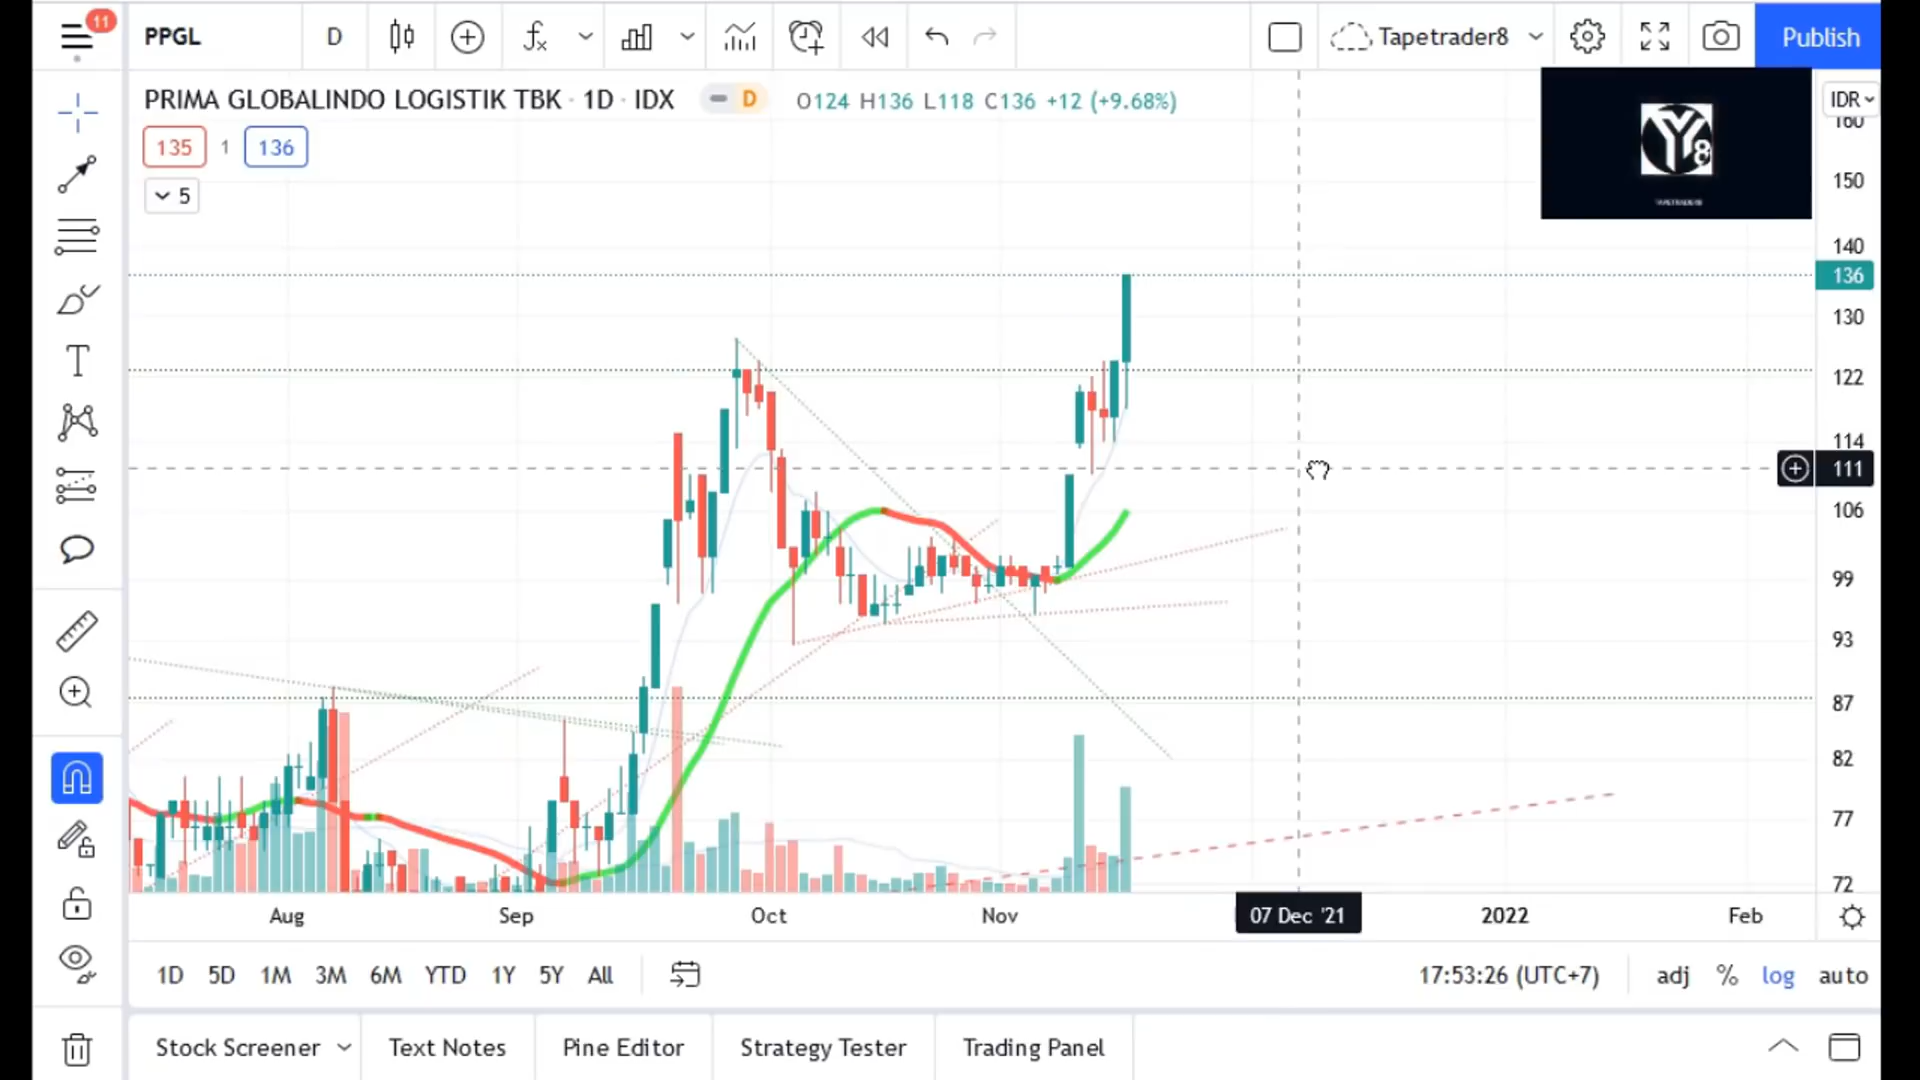 11
PPGL
D
Tapetrader8
Publish
PRIMA GLOBALINDO LOGISTIK TBK · 1D · IDX
D
O124 H136 L118 C136 +12 (+9.68%)
IDR
135
1
136
5
Y8
TAPETRADER8
160
150
140
136
130
122
114
111
106
99
93
87
82
77
72
Aug
Sep
Oct
Nov
07 Dec '21
2022
Feb
1D 5D 1M 3M 6M YTD 1Y 5Y All
17:53:26 (UTC+7)
adj % log auto
Stock Screener
Text Notes
Pine Editor
Strategy Tester
Trading Panel